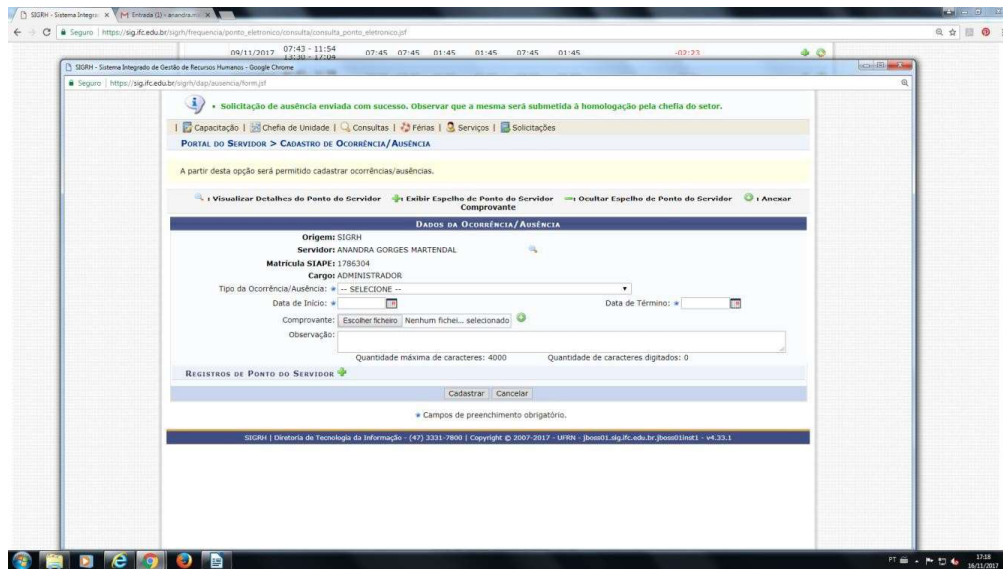 SIGRH - Sistema Integra
Entrada (1) - anandra.m
Seguro | https://sig.ifc.edu.br/sigrh/frequencia/ponto_eletronico/consulta/consulta_ponto_eletronico.jsf
09/11/2017 07:43 - 11:54 07:45 07:45 01:45 01:45 07:45 01:45 -02:23
13:30 - 17:04
SIGRH - Sistema Integrado de Gestão de Recursos Humanos - Google Chrome
Seguro | https://sig.ifc.edu.br/sigrh/dap/ausencia/form.jsf
• Solicitação de ausência enviada com sucesso. Observar que a mesma será submetida à homologação pela chefia do setor.
| Capacitação | Chefia de Unidade | Consultas | Férias | Serviços | Solicitações
Portal do Servidor > Cadastro de Ocorrência/Ausência
A partir desta opção será permitido cadastrar ocorrências/ausências.
: Visualizar Detalhes do Ponto do Servidor : Exibir Espelho de Ponto do Servidor : Ocultar Espelho de Ponto do Servidor : Anexar
Comprovante
Dados da Ocorrência/Ausência
Origem: SIGRH
Servidor: ANANDRA GORGES MARTENDAL
Matrícula SIAPE: 1786304
Cargo: ADMINISTRADOR
Tipo da Ocorrência/Ausência: -- SELECIONE --
Data de Início: Data de Término:
Comprovante: Escolher ficheiro Nenhum fichei... selecionado
Observação:
Quantidade máxima de caracteres: 4000 Quantidade de caracteres digitados: 0
Registros de Ponto do Servidor
Cadastrar Cancelar
Campos de preenchimento obrigatório.
SIGRH | Diretoria de Tecnologia da Informação - (47) 3331-7800 | Copyright © 2007-2017 - UFRN - jboss01.sig.ifc.edu.br.jboss01inst1 - v4.33.1
PT 17:18
16/11/2017